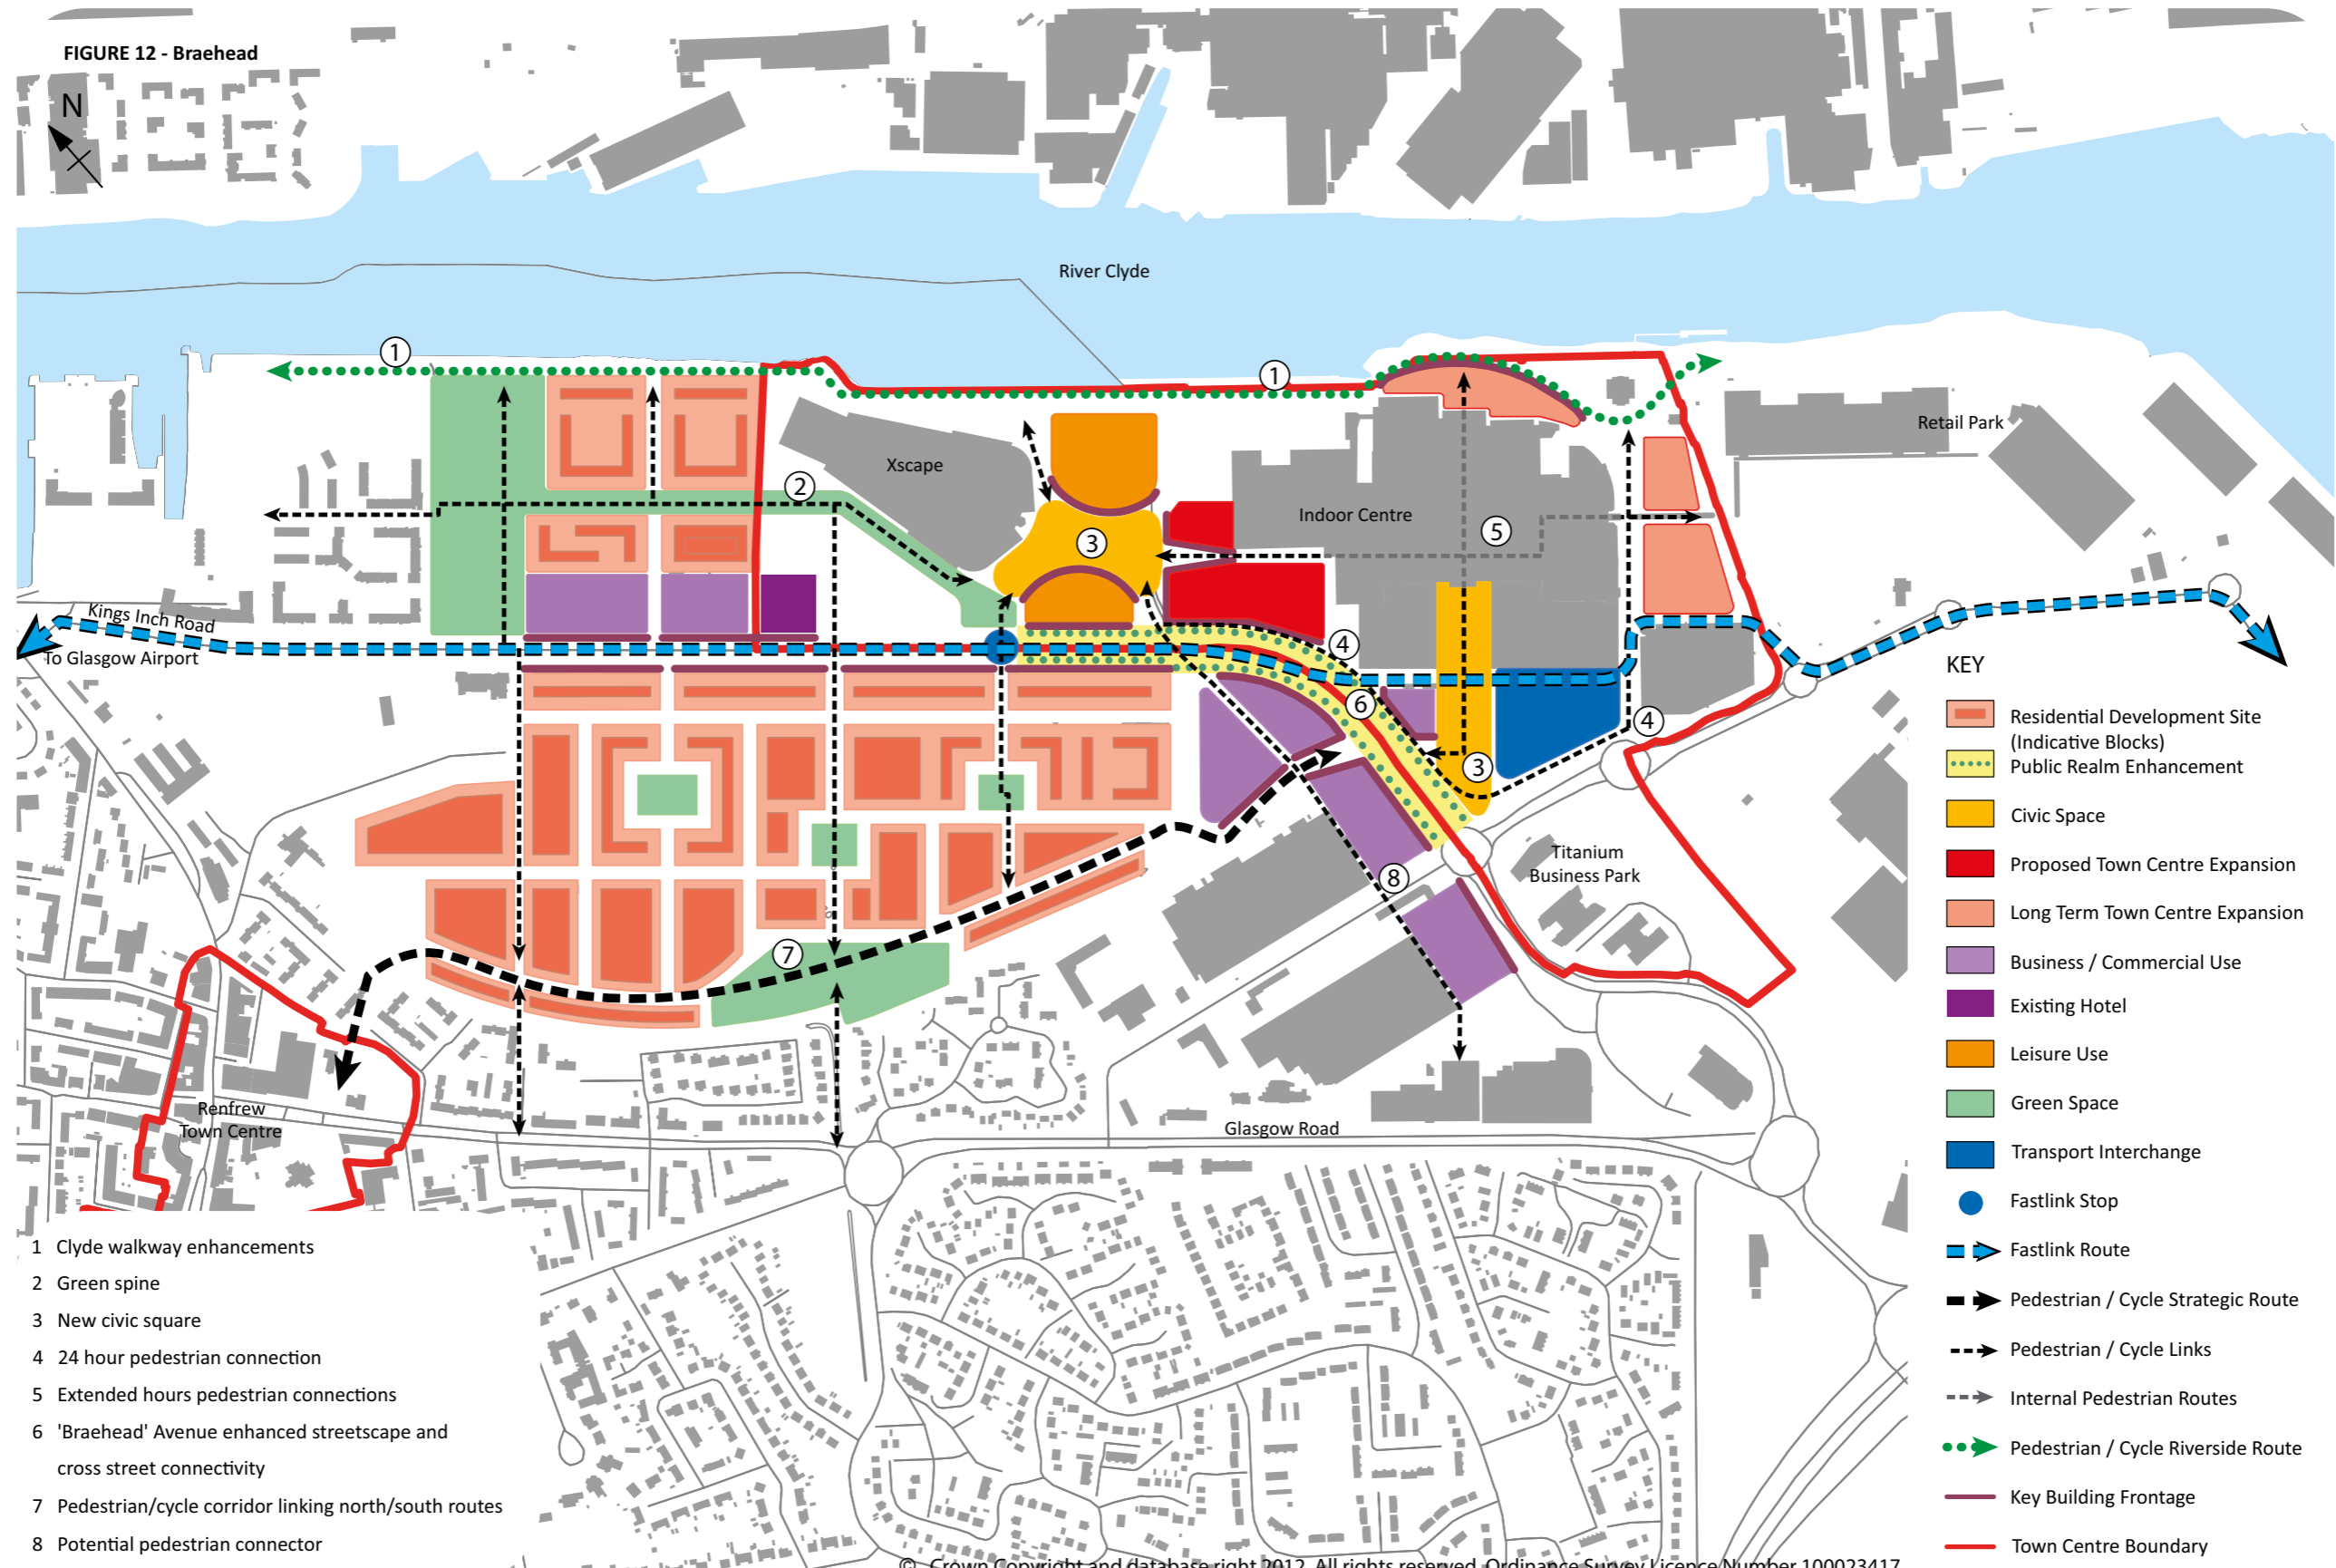 FIGURE 12 - Braehead
N
River Clyde
1
1
Retail Park
Xscape
2
Indoor Centre
5
3
Kings Inch Road
To Glasgow Airport
4
6
4
3
Titanium
Business Park
8
7
Renfrew
Town Centre
Glasgow Road
KEY
Residential Development Site
(Indicative Blocks)
Public Realm Enhancement
Civic Space
Proposed Town Centre Expansion
Long Term Town Centre Expansion
Business / Commercial Use
Existing Hotel
Leisure Use
Green Space
Transport Interchange
Fastlink Stop
Fastlink Route
Pedestrian / Cycle Strategic Route
Pedestrian / Cycle Links
Internal Pedestrian Routes
Pedestrian / Cycle Riverside Route
Key Building Frontage
Town Centre Boundary
1 Clyde walkway enhancements
2 Green spine
3 New civic square
4 24 hour pedestrian connection
5 Extended hours pedestrian connections
6 'Braehead' Avenue enhanced streetscape and
cross street connectivity
7 Pedestrian/cycle corridor linking north/south routes
8 Potential pedestrian connector
© Crown Copyright and database right 2012. All rights reserved. Ordinance Survey Licence Number 100023417